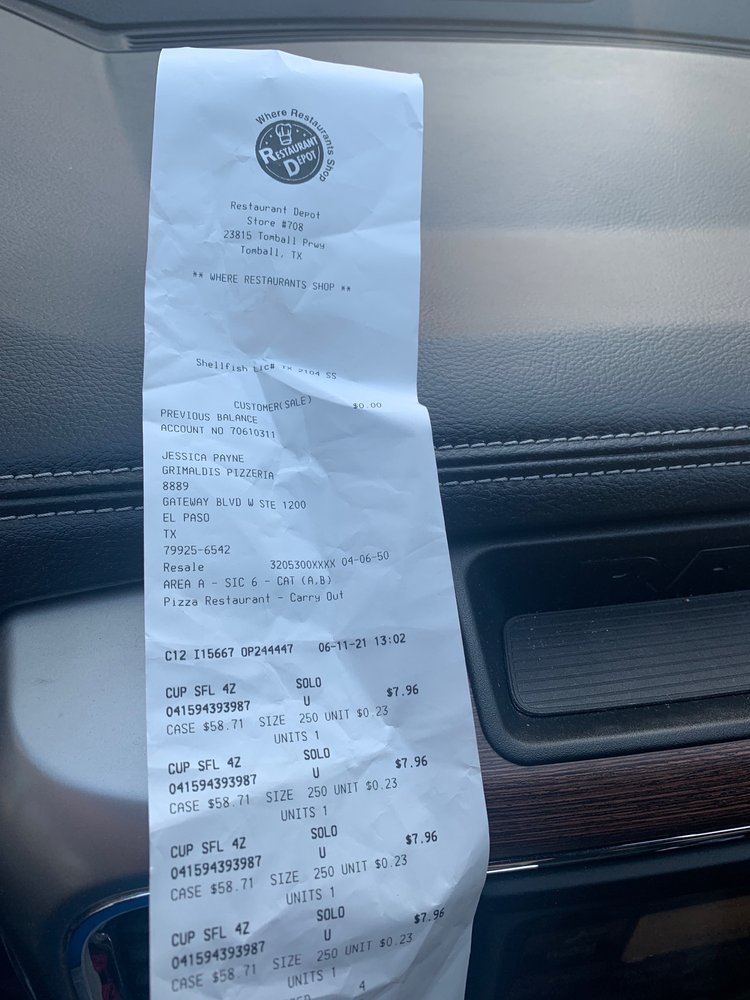 Where Restaurants Shop
RESTAURANT
DEPOT
Restaurant Depot
Store #708
23815 Tomball Prwy
Tomball, TX
** WHERE RESTAURANTS SHOP **
Shellfish LIC# TX 2104 SS
CUSTOMER(SALE)
PREVIOUS BALANCE $0.00
ACCOUNT NO 70610311
JESSICA PAYNE
GRIMALDIS PIZZERIA
8889
GATEWAY BLVD W STE 1200
EL PASO
TX
79925-6542
Resale 3205300XXXX 04-06-50
AREA A - SIC 6 - CAT (A,B)
Pizza Restaurant - Carry Out
C12 I15667 OP244447 06-11-21 13:02
CUP SFL 4Z SOLO
041594393987 U $7.96
CASE $58.71 SIZE 250 UNIT $0.23
UNITS 1
CUP SFL 4Z SOLO
041594393987 U $7.96
CASE $58.71 SIZE 250 UNIT $0.23
UNITS 1
CUP SFL 4Z SOLO
041594393987 U $7.96
CASE $58.71 SIZE 250 UNIT $0.23
UNITS 1
CUP SFL 4Z SOLO
041594393987 U $7.96
CASE $58.71 SIZE 250 UNIT $0.23
UNITS 1
4